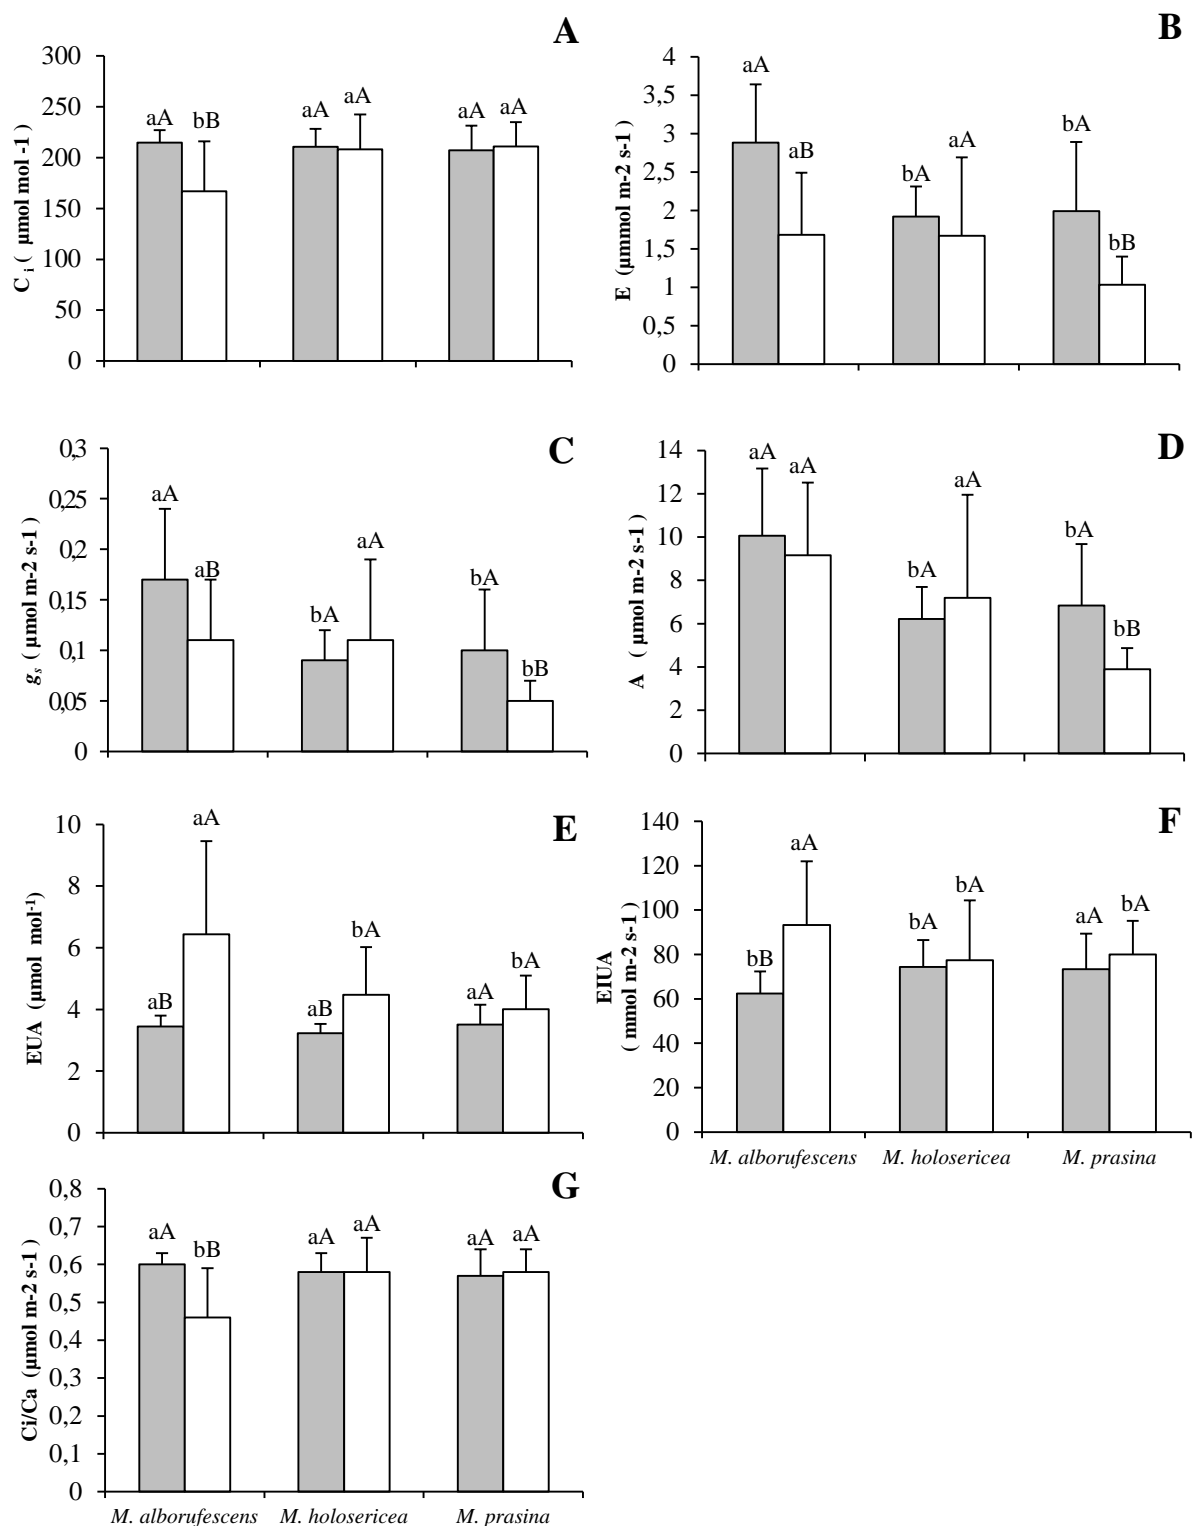 A
300
250
200
150
100
50
0
C i ( µmol mol -1 )
aA
bB
aA
aA
aA
aA
B
4
3,5
3
2,5
2
1,5
1
0,5
0
E (µmmol m-2 s-1 )
aA
aB
bA
aA
bA
bB
C
0,3
0,25
0,2
0,15
0,1
0,05
0
gs ( µmol m-2 s-1 )
aA
aB
bA
aA
bA
bB
D
14
12
10
8
6
4
2
0
A ( µmol m-2 s-1 )
aA
aA
bA
aA
bA
bB
E
10
8
6
4
2
0
EUA (µmol mol-1)
aB
aA
aB
bA
aA
bA
F
140
120
100
80
60
40
20
0
EIUA
( mmol m-2 s-1 )
bB
aA
bA
bA
aA
bA
M. alborufescens M. holosericea M. prasina
G
0,8
0,7
0,6
0,5
0,4
0,3
0,2
0,1
0
Ci/Ca (µmol m-2 s-1 )
aA
bB
aA
aA
aA
aA
M. alborufescens M. holosericea M. prasina